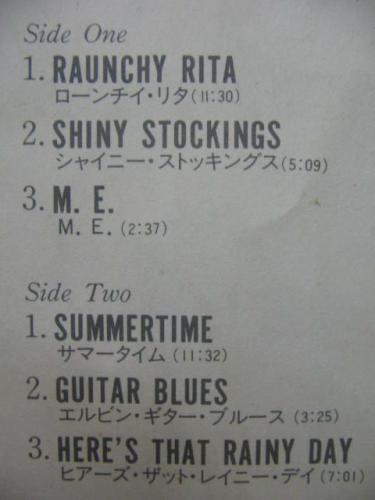 Side One
1. RAUNCHY RITA
ローンチイ・リタ(11:30)
2. SHINY STOCKINGS
シャイニー・ストッキングス(5:09)
3. M. E.
M. E. (2:37)
Side Two
1. SUMMERTIME
サマータイム (11:32)
2. GUITAR BLUES
エルビン・ギター・ブルース (3:25)
3. HERE'S THAT RAINY DAY
ヒアーズ・ザット・レイニー・デイ(7:01)